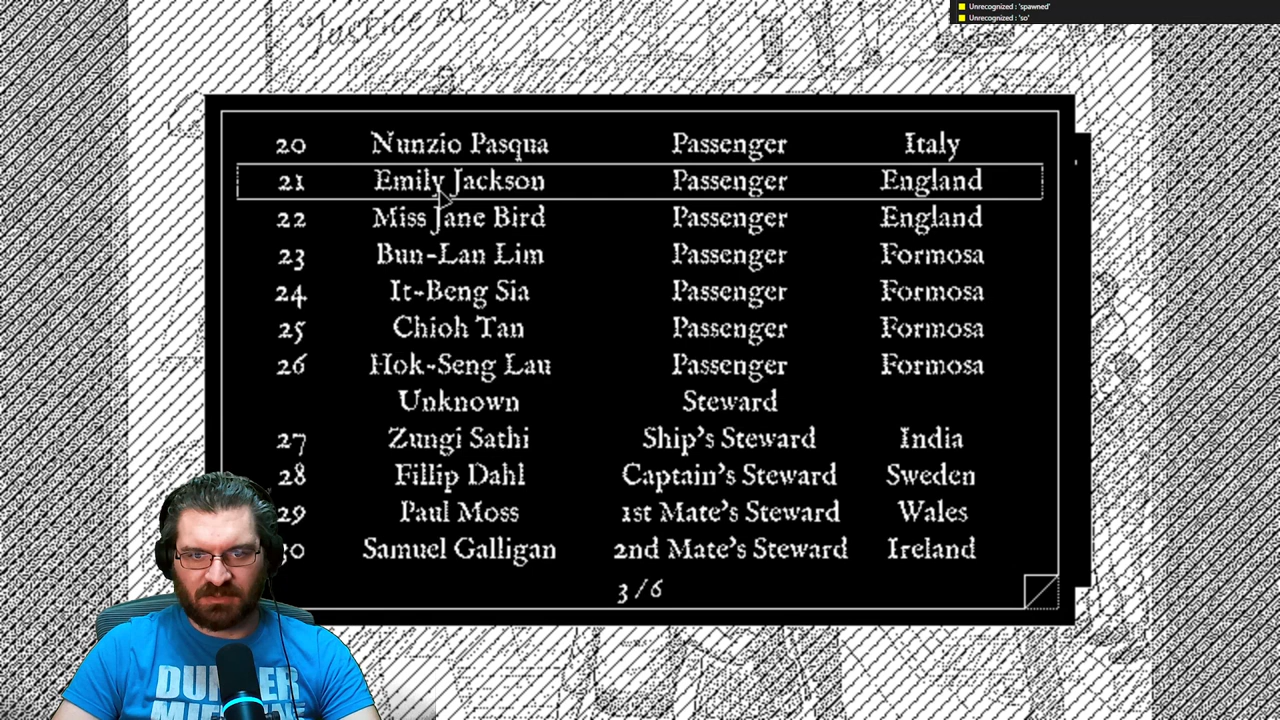 Unrecognized : 'spawned'
Unrecognized : 'so'
Justice at S
20 Nunzio Pasqua Passenger Italy
21 Emily Jackson Passenger England
22 Miss Jane Bird Passenger England
23 Bun-Lan Lim Passenger Formosa
24 It-Beng Sia Passenger Formosa
25 Chioh Tan Passenger Formosa
26 Hok-Seng Lau Passenger Formosa
Unknown Steward
27 Zungi Sathi Ship's Steward India
28 Fillip Dahl Captain's Steward Sweden
29 Paul Moss 1st Mate's Steward Wales
30 Samuel Galligan 2nd Mate's Steward Ireland
3/6